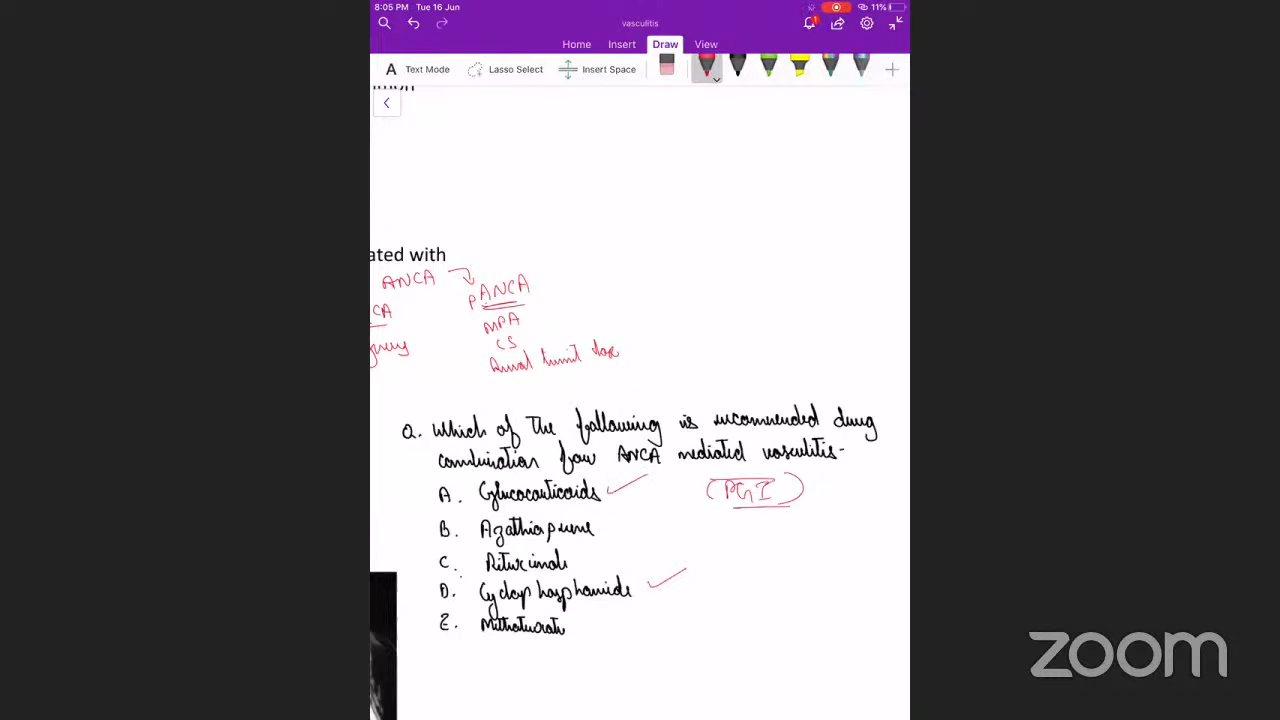 8:05 PM Tue 16 Jun
11%
vasculitis
Home Insert Draw View
A Text Mode Lasso Select Insert Space
ated with
ANCA
PANCA
CA
MPA
CS
Renal limit
Q. Which of the following is recommended drug
combination for ANCA mediated vasculitis-
A. Glucocorticoids
(PGI)
B. Azathioprine
C. Rituximab
D. Cyclophosphamide
E. Methotrexate
zoom